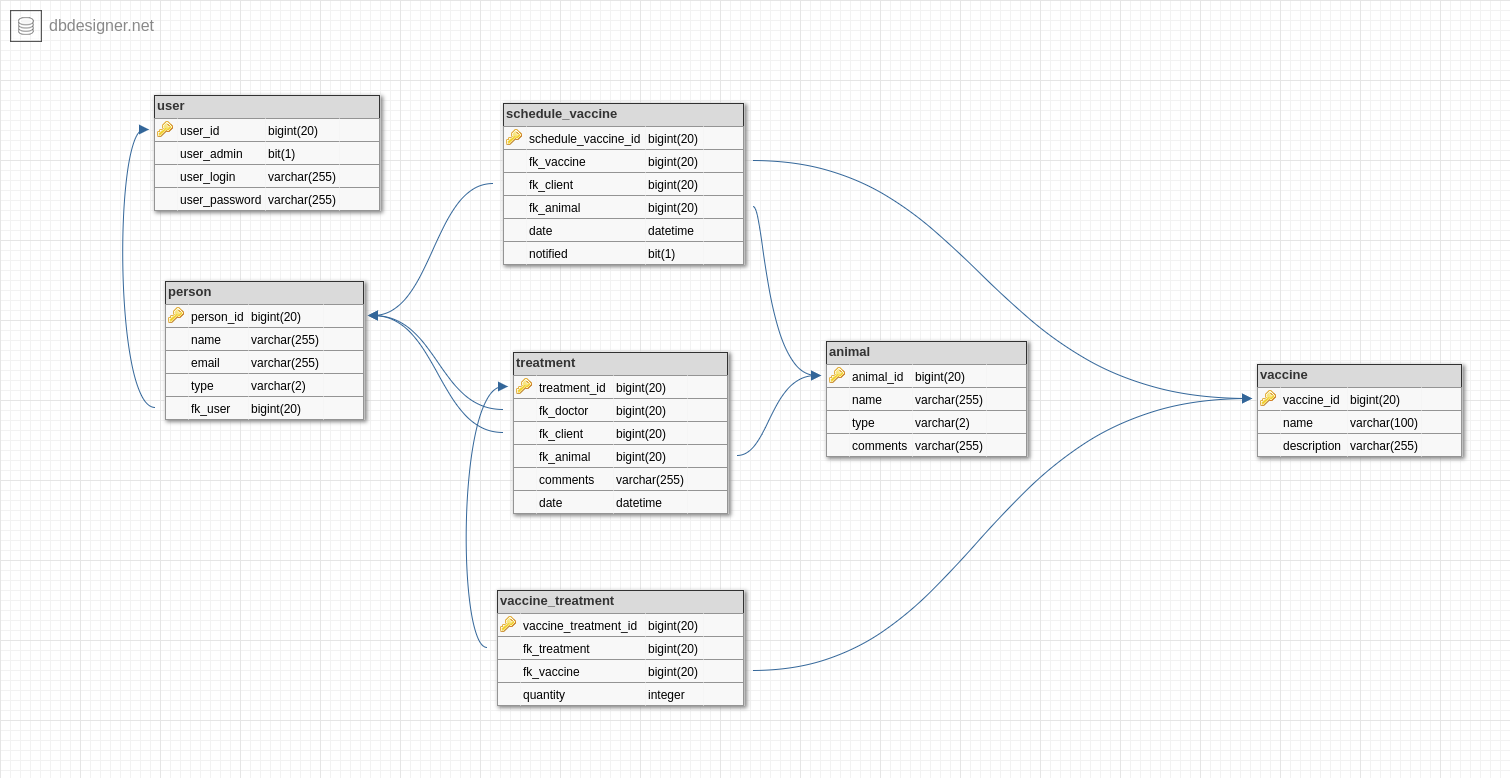 dbdesigner.net
user
user_id bigint(20)
user_admin bit(1)
user_login varchar(255)
user_password varchar(255)
person
person_id bigint(20)
name varchar(255)
email varchar(255)
type varchar(2)
fk_user bigint(20)
schedule_vaccine
schedule_vaccine_id bigint(20)
fk_vaccine bigint(20)
fk_client bigint(20)
fk_animal bigint(20)
date datetime
notified bit(1)
treatment
treatment_id bigint(20)
fk_doctor bigint(20)
fk_client bigint(20)
fk_animal bigint(20)
comments varchar(255)
date datetime
vaccine_treatment
vaccine_treatment_id bigint(20)
fk_treatment bigint(20)
fk_vaccine bigint(20)
quantity integer
animal
animal_id bigint(20)
name varchar(255)
type varchar(2)
comments varchar(255)
vaccine
vaccine_id bigint(20)
name varchar(100)
description varchar(255)